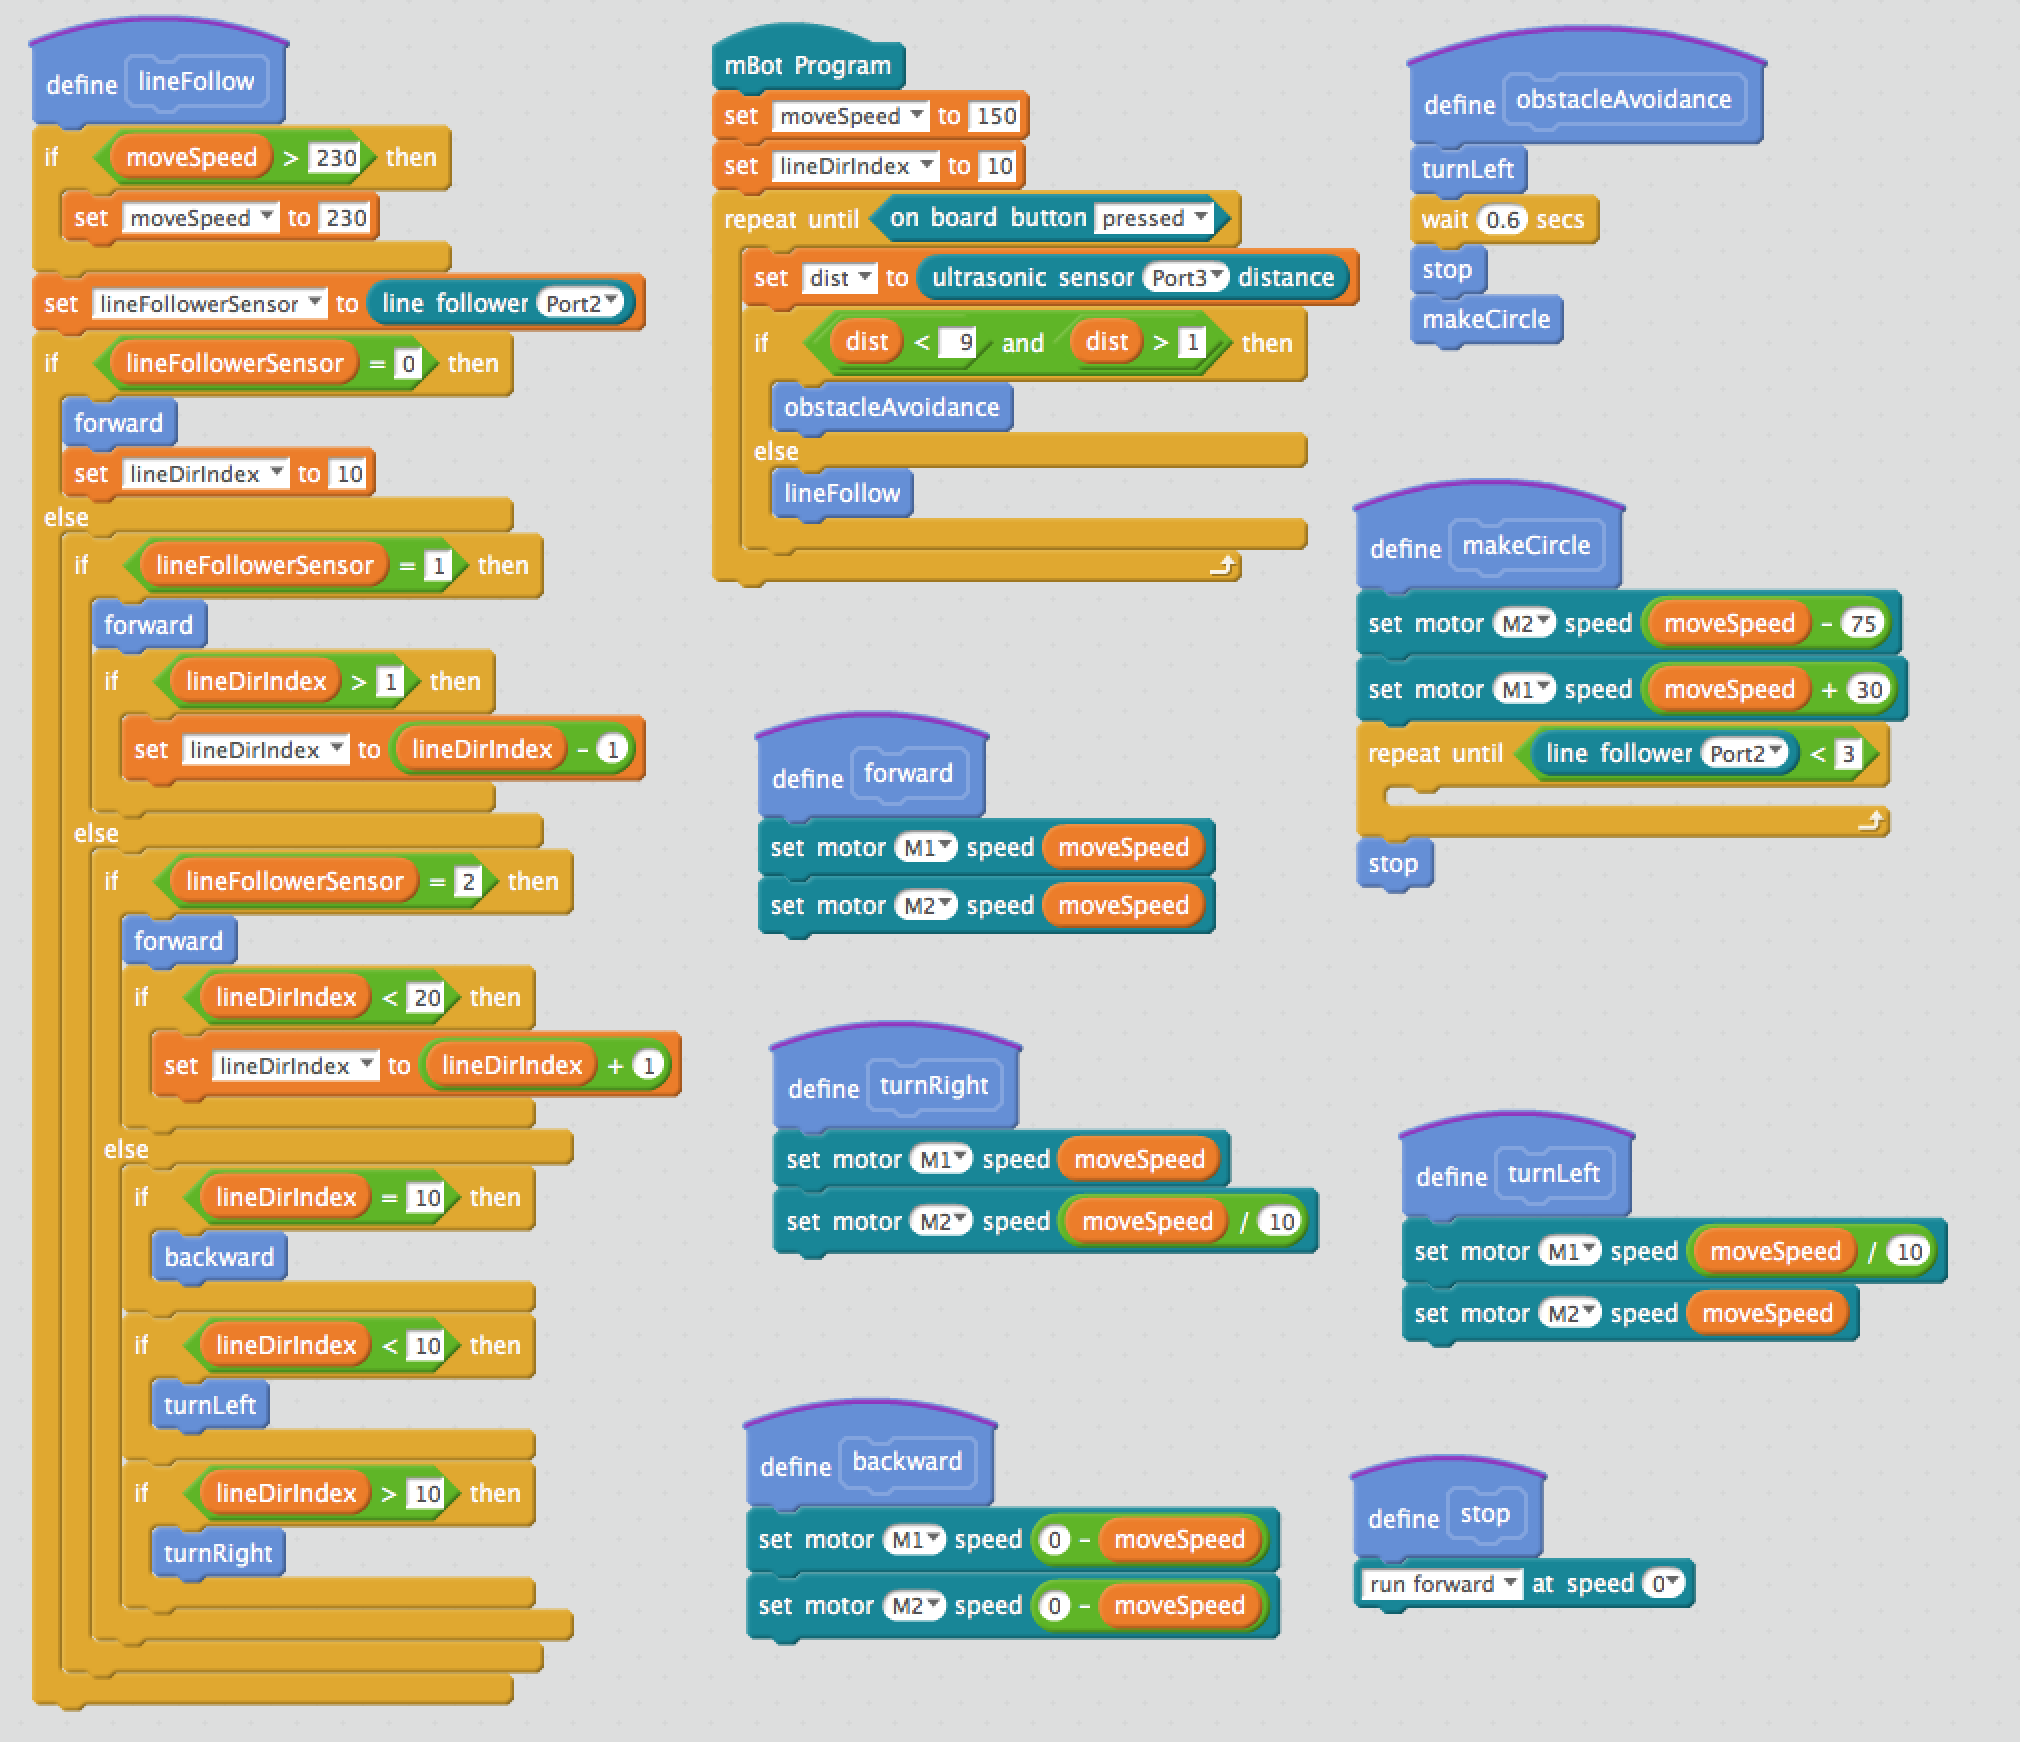 define lineFollow
if moveSpeed > 230 then
set moveSpeed to 230
set lineFollowerSensor to line follower Port2
if lineFollowerSensor = 0 then
forward
set lineDirIndex to 10
else
if lineFollowerSensor = 1 then
forward
if lineDirIndex > 1 then
set lineDirIndex to lineDirIndex - 1
else
if lineFollowerSensor = 2 then
forward
if lineDirIndex < 20 then
set lineDirIndex to lineDirIndex + 1
else
if lineDirIndex = 10 then
backward
if lineDirIndex < 10 then
turnLeft
if lineDirIndex > 10 then
turnRight
mBot Program
set moveSpeed to 150
set lineDirIndex to 10
repeat until on board button pressed
set dist to ultrasonic sensor Port3 distance
if dist < 9 and dist > 1 then
obstacleAvoidance
else
lineFollow
define forward
set motor M1 speed moveSpeed
set motor M2 speed moveSpeed
define turnRight
set motor M1 speed moveSpeed
set motor M2 speed moveSpeed / 10
define backward
set motor M1 speed 0 - moveSpeed
set motor M2 speed 0 - moveSpeed
define obstacleAvoidance
turnLeft
wait 0.6 secs
stop
makeCircle
define makeCircle
set motor M2 speed moveSpeed - 75
set motor M1 speed moveSpeed + 30
repeat until line follower Port2 < 3
stop
define turnLeft
set motor M1 speed moveSpeed / 10
set motor M2 speed moveSpeed
define stop
run forward at speed 0